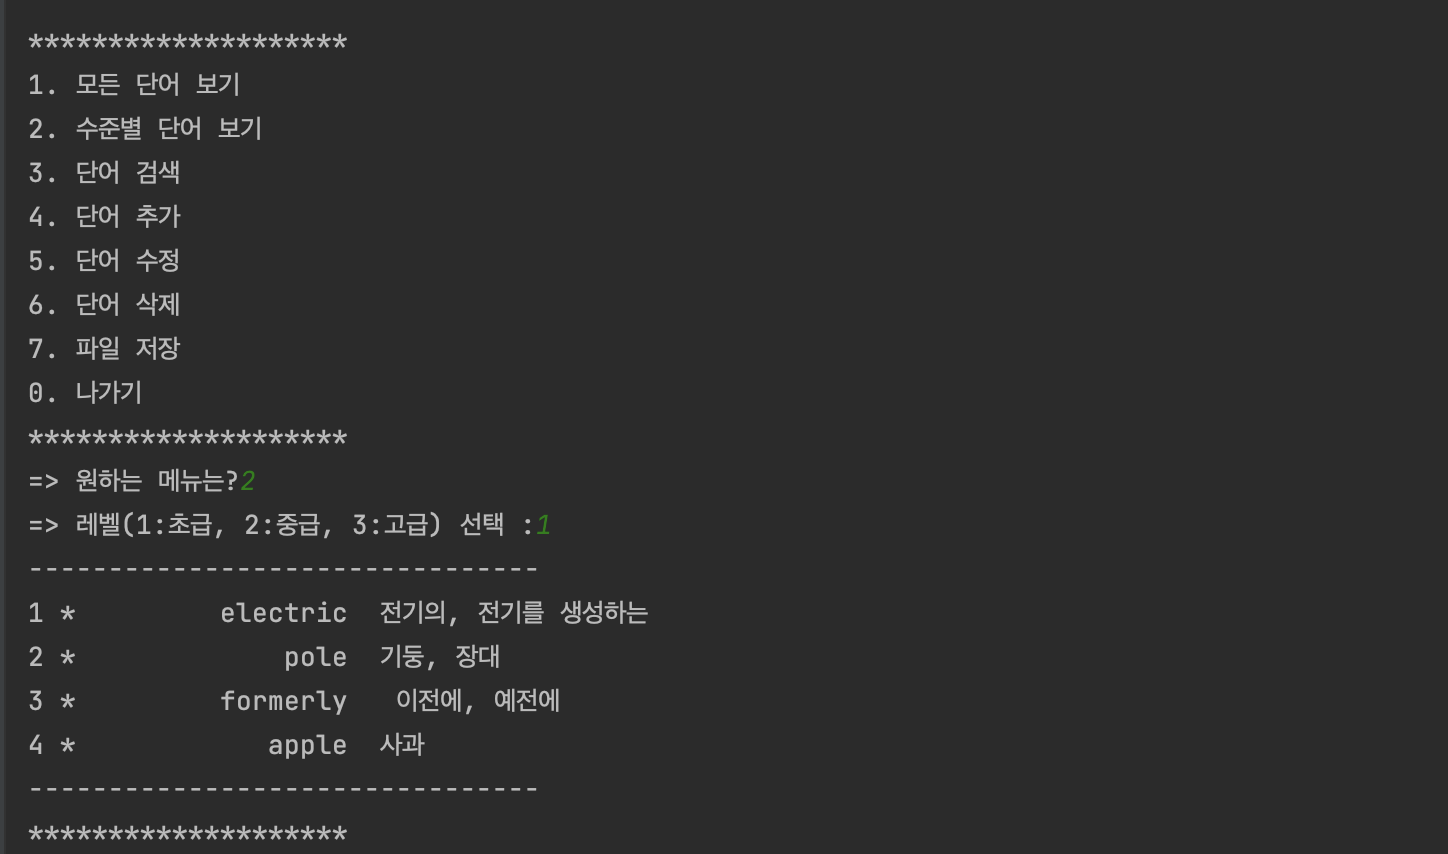 ********************
1. 모든 단어 보기
2. 수준별 단어 보기
3. 단어 검색
4. 단어 추가
5. 단어 수정
6. 단어 삭제
7. 파일 저장
0. 나가기
********************
=> 원하는 메뉴는?2
=> 레벨(1:초급, 2:중급, 3:고급) 선택 :1
--------------------------------
1 *         electric  전기의, 전기를 생성하는
2 *             pole  기둥, 장대
3 *         formerly   이전에, 예전에
4 *            apple  사과
--------------------------------
********************